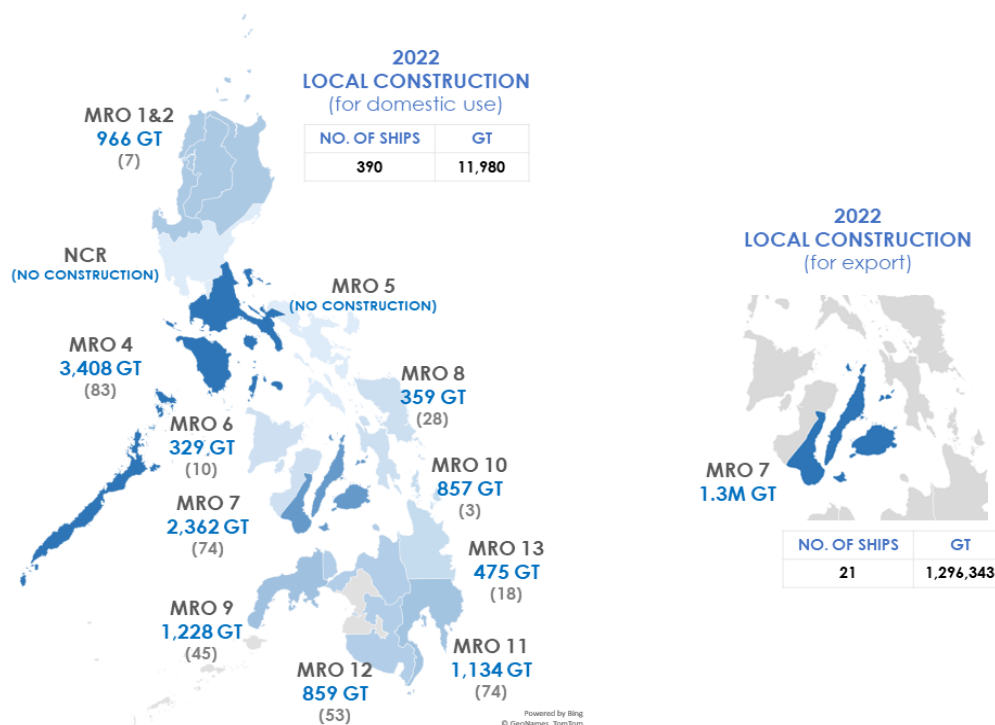 2022
LOCAL CONSTRUCTION
(for domestic use)
NO. OF SHIPS GT
390 11,980
MRO 1&2
966 GT
(7)
NCR
(NO CONSTRUCTION)
MRO 5
(NO CONSTRUCTION)
MRO 4
3,408 GT
(83)
MRO 8
359 GT
(28)
MRO 6
329 GT
(10)
MRO 10
857 GT
(3)
MRO 7
2,362 GT
(74)
MRO 13
475 GT
(18)
MRO 9
1,228 GT
(45)
MRO 11
1,134 GT
(74)
MRO 12
859 GT
(53)
Powered by Bing
© GeoNames, TomTom
2022
LOCAL CONSTRUCTION
(for export)
MRO 7
1.3M GT
NO. OF SHIPS GT
21 1,296,343